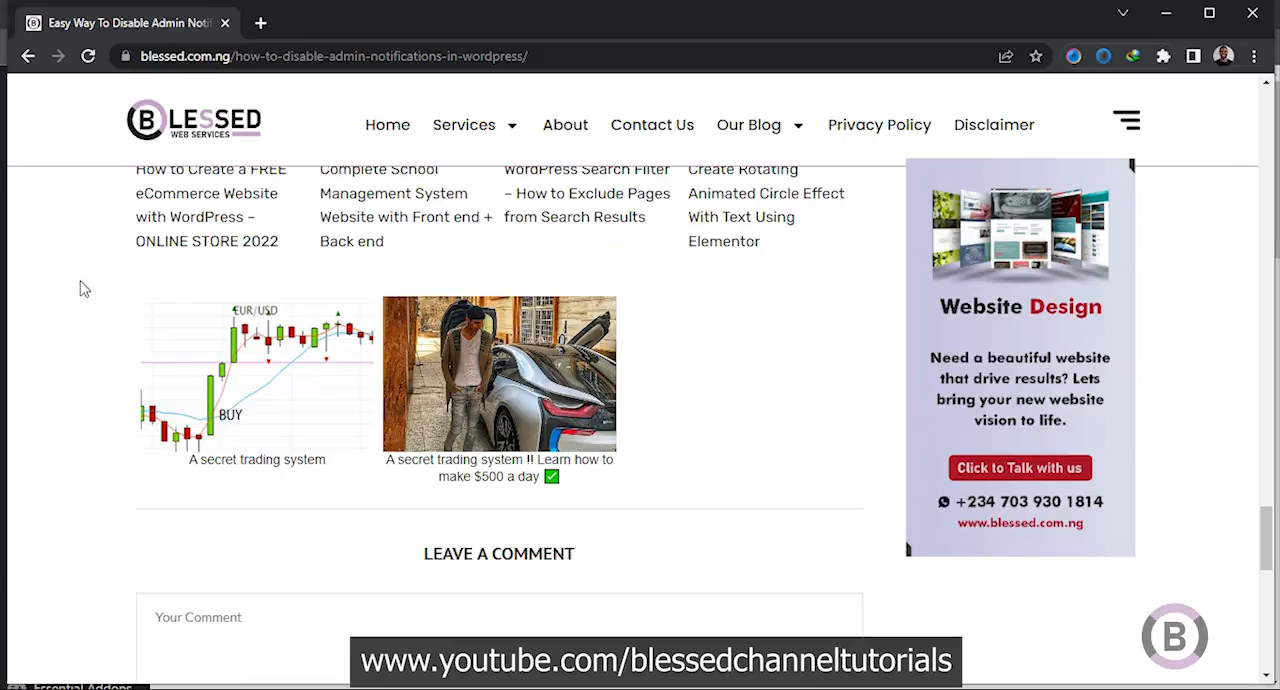 Easy Way To Disable Admin Noti
blessed.com.ng/how-to-disable-admin-notifications-in-wordpress/
BLESSED
WEB SERVICES
Home
Services
About
Contact Us
Our Blog
Privacy Policy
Disclaimer
How to Create a FREE
eCommerce Website
with WordPress –
ONLINE STORE 2022
Complete School
Management System
Website with Front end +
Back end
WordPress Search Filter
– How to Exclude Pages
from Search Results
Create Rotating
Animated Circle Effect
With Text Using
Elementor
EUR/USD
BUY
A secret trading system
A secret trading system !! Learn how to
make $500 a day ✅
Website Design
Need a beautiful website
that drive results? Lets
bring your new website
vision to life.
Click to Talk with us
+234 703 930 1814
www.blessed.com.ng
LEAVE A COMMENT
Your Comment
B
www.youtube.com/blessedchanneltutorials
Essential Addons